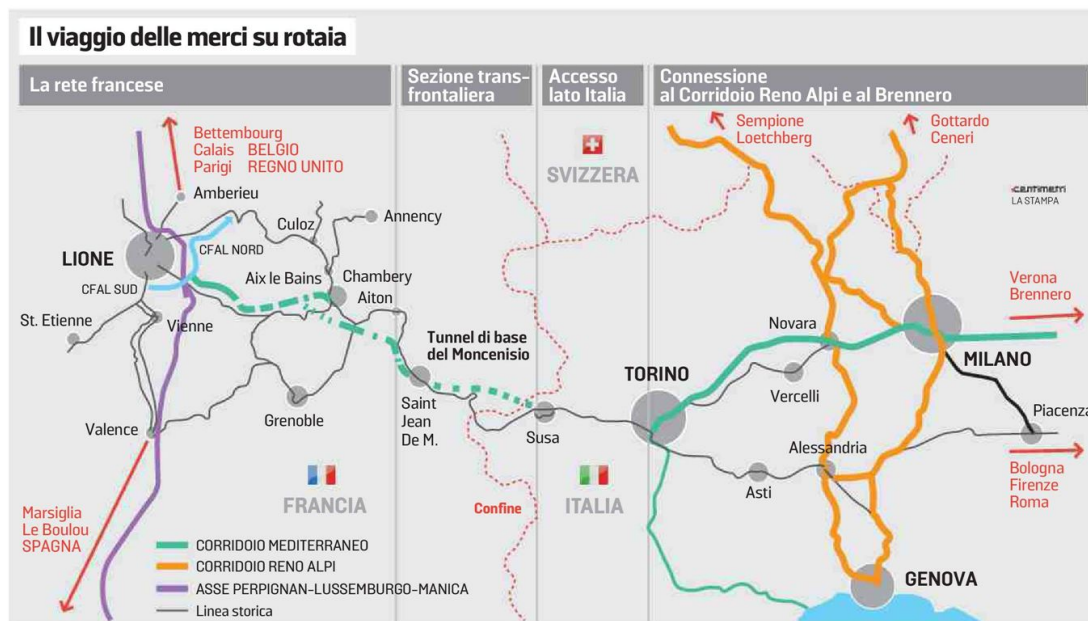 Il viaggio delle merci su rotaia
La rete francese
Sezione trans-
frontaliera
Accesso
lato Italia
Connessione
al Corridoio Reno Alpi e al Brennero
Bettembourg
Calais BELGIO
Parigi REGNO UNITO
Amberieu
Culoz
Annency
LIONE
CFAL NORD
CFAL SUD
Aix le Bains
Chambery
Aiton
St. Etienne
Vienne
Valence
Grenoble
Tunnel di base
del Moncenisio
Saint
Jean
De M.
Susa
SVIZZERA
Sempione
Loetchberg
Gottardo
Ceneri
centimetri
LA STAMPA
Verona
Brennero
Novara
MILANO
TORINO
Vercelli
Piacenza
Alessandria
Asti
Bologna
Firenze
Roma
FRANCIA
Confine
ITALIA
GENOVA
Marsiglia
Le Boulou
SPAGNA
CORRIDOIO MEDITERRANEO
CORRIDOIO RENO ALPI
ASSE PERPIGNAN-LUSSEMBURGO-MANICA
Linea storica